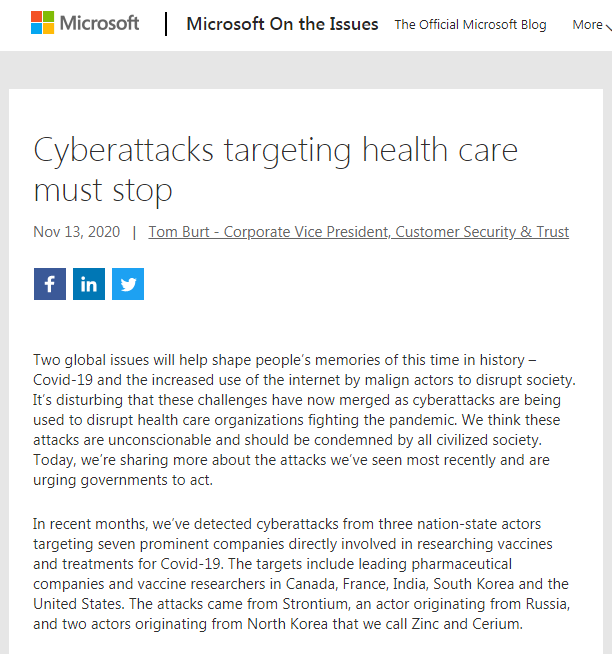 Microsoft | Microsoft On the Issues The Official Microsoft Blog More
Cyberattacks targeting health care
must stop
Nov 13, 2020 | Tom Burt - Corporate Vice President, Customer Security & Trust
f in
Two global issues will help shape people’s memories of this time in history –
Covid-19 and the increased use of the internet by malign actors to disrupt society.
It’s disturbing that these challenges have now merged as cyberattacks are being
used to disrupt health care organizations fighting the pandemic. We think these
attacks are unconscionable and should be condemned by all civilized society.
Today, we’re sharing more about the attacks we’ve seen most recently and are
urging governments to act.
In recent months, we’ve detected cyberattacks from three nation-state actors
targeting seven prominent companies directly involved in researching vaccines
and treatments for Covid-19. The targets include leading pharmaceutical
companies and vaccine researchers in Canada, France, India, South Korea and the
United States. The attacks came from Strontium, an actor originating from Russia,
and two actors originating from North Korea that we call Zinc and Cerium.